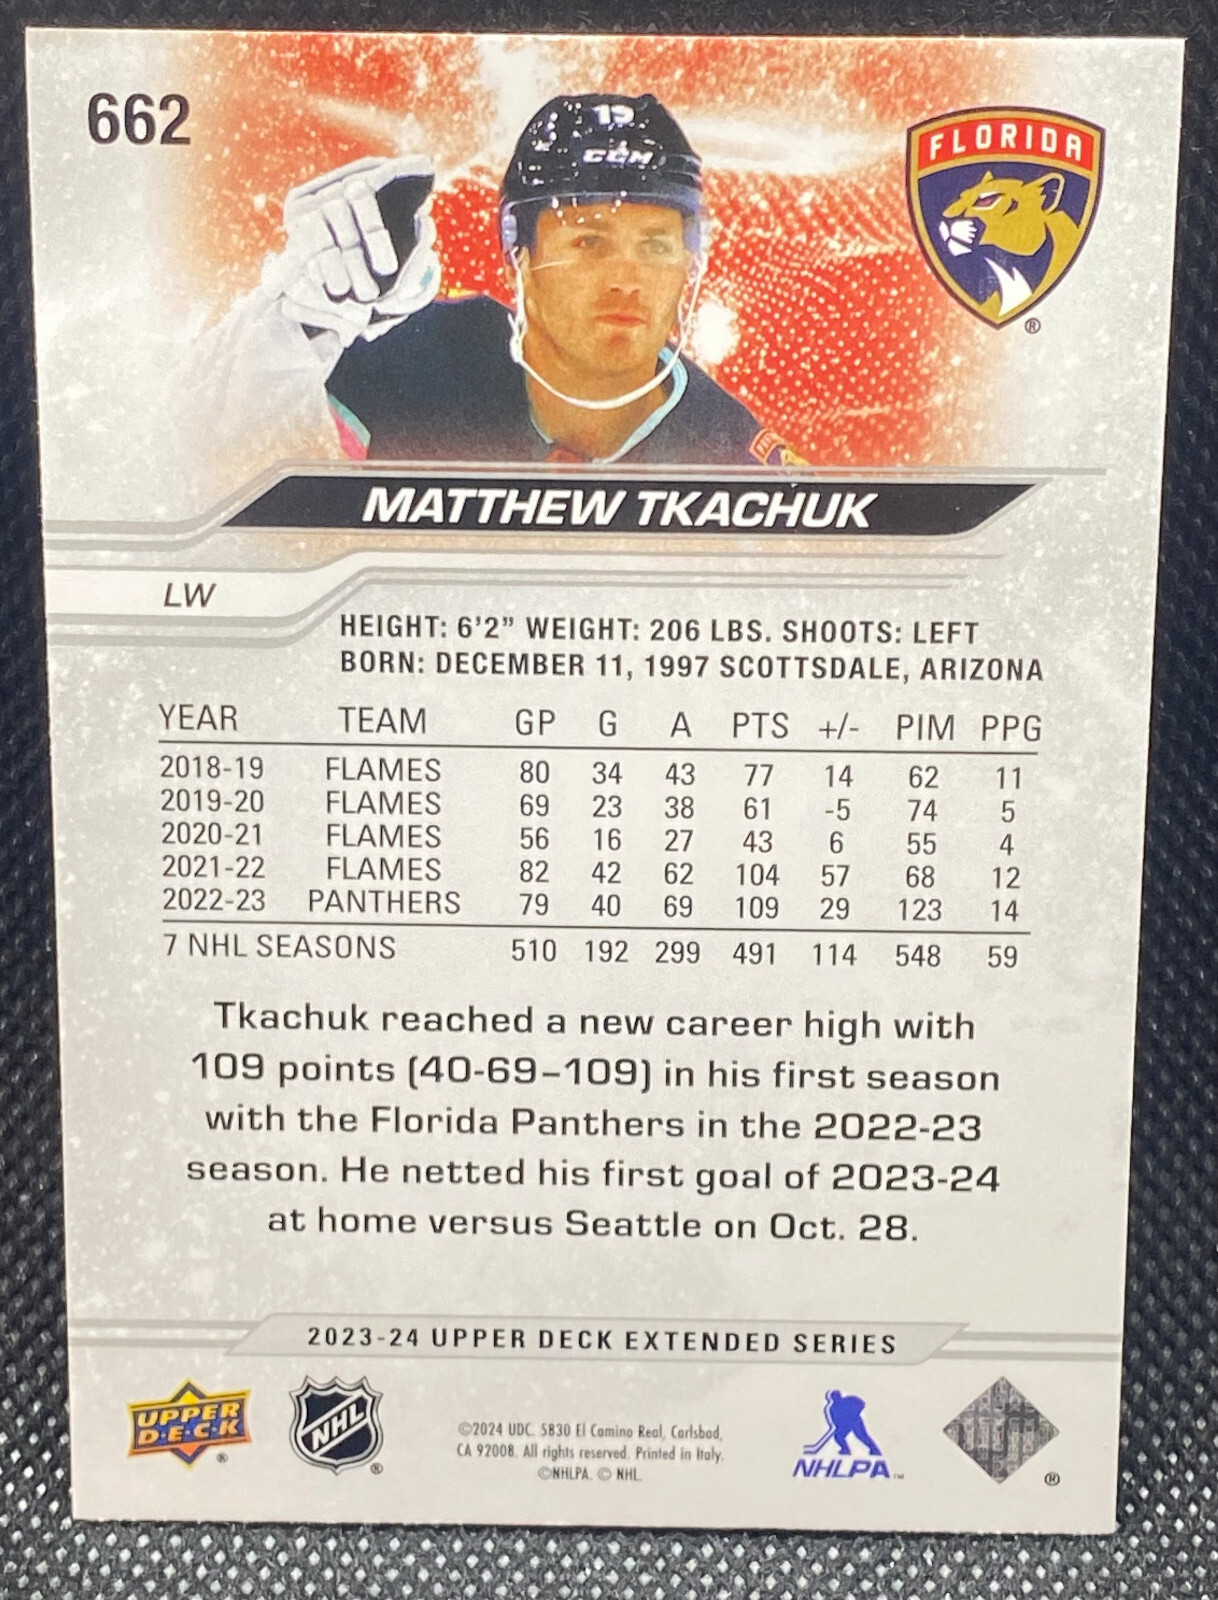 662
19
CCM
FLORIDA
®
MATTHEW TKACHUK
LW
HEIGHT: 6'2" WEIGHT: 206 LBS. SHOOTS: LEFT
BORN: DECEMBER 11, 1997 SCOTTSDALE, ARIZONA
YEAR TEAM GP G A PTS +/- PIM PPG
2018-19 FLAMES 80 34 43 77 14 62 11
2019-20 FLAMES 69 23 38 61 -5 74 5
2020-21 FLAMES 56 16 27 43 6 55 4
2021-22 FLAMES 82 42 62 104 57 68 12
2022-23 PANTHERS 79 40 69 109 29 123 14
7 NHL SEASONS 510 192 299 491 114 548 59
Tkachuk reached a new career high with
109 points (40-69–109) in his first season
with the Florida Panthers in the 2022-23
season. He netted his first goal of 2023-24
at home versus Seattle on Oct. 28.
2023-24 UPPER DECK EXTENDED SERIES
UPPER
D·E·C·K
®
NHL
®
©2024 UDC. 5830 El Camino Real, Carlsbad,
CA 92008. All rights reserved. Printed in Italy.
©NHLPA. © NHL.
NHLPA™
®